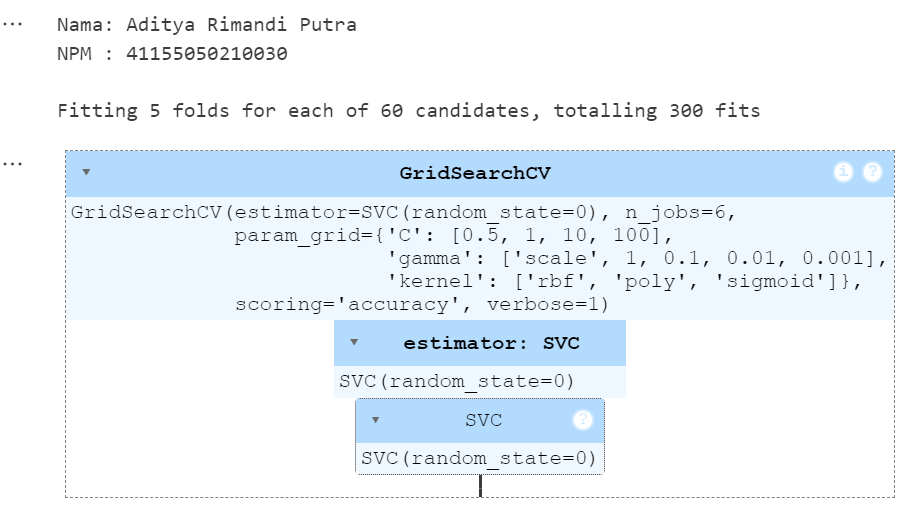 Nama: Aditya Rimandi Putra
NPM : 41155050210030
Fitting 5 folds for each of 60 candidates, totalling 300 fits
GridSearchCV
GridSearchCV(estimator=SVC(random_state=0), n_jobs=6,
param_grid={'C': [0.5, 1, 10, 100],
'gamma': ['scale', 1, 0.1, 0.01, 0.001],
'kernel': ['rbf', 'poly', 'sigmoid']},
scoring='accuracy', verbose=1)
estimator: SVC
SVC(random_state=0)
SVC
SVC(random_state=0)